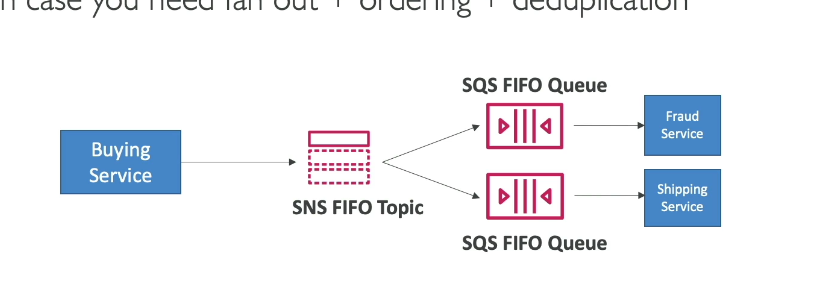 n case you need fan out + ordering + deduplication
SQS FIFO Queue
Fraud
Service
Buying
Service
SNS FIFO Topic
Shipping
Service
SQS FIFO Queue